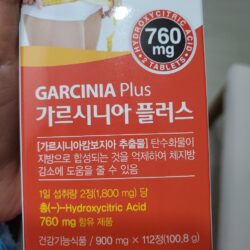 760
mg
HYDROXYCITRIC ACID
2 TABLETS
GARCINIA Plus
가르시니아 플러스
[가르시니아캄보지아 추출물] 탄수화물이
지방으로 합성되는 것을 억제하여 체지방
감소에 도움을 줄 수 있음
1일 섭취량 2정(1,800 mg) 당
총(-)-Hydroxycitric Acid
760 mg 함유 제품
건강기능식품 / 900 mg × 112정(100.8 g)